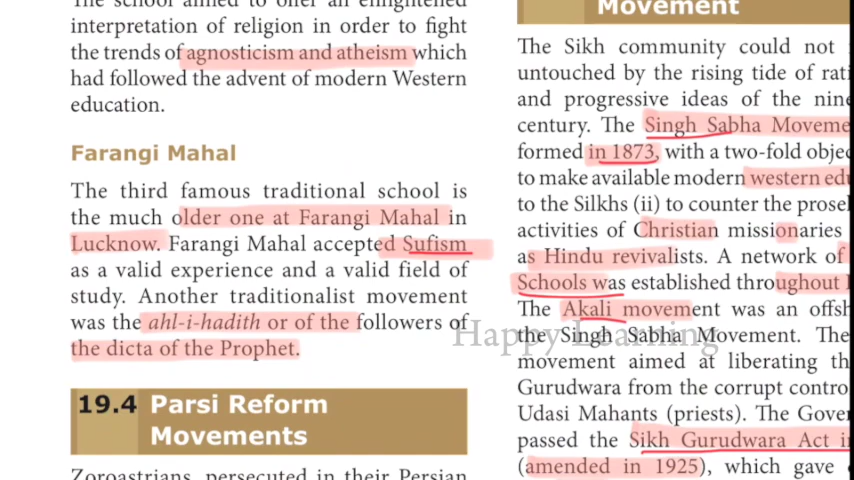 The school aimed to offer an enlightened
interpretation of religion in order to fight
the trends of agnosticism and atheism which
had followed the advent of modern Western
education.
Farangi Mahal
The third famous traditional school is
the much older one at Farangi Mahal in
Lucknow. Farangi Mahal accepted Sufism
as a valid experience and a valid field of
study. Another traditionalist movement
was the ahl-i-hadith or of the followers of
the dicta of the Prophet.
19.4 Parsi Reform
Movements
Zoroastrians, persecuted in their Persian
Movement
The Sikh community could not
untouched by the rising tide of rati
and progressive ideas of the nine
century. The Singh Sabha Moveme
formed in 1873, with a two-fold objec
to make available modern western edu
to the Silkhs (ii) to counter the prosel
activities of Christian missionaries
as Hindu revivalists. A network of
Schools was established throughout
The Akali movement was an offsh
the Singh Sabha Movement. The
movement aimed at liberating th
Gurudwara from the corrupt contro
Udasi Mahants (priests). The Gover
passed the Sikh Gurudwara Act i
(amended in 1925), which gave
Happy Learning